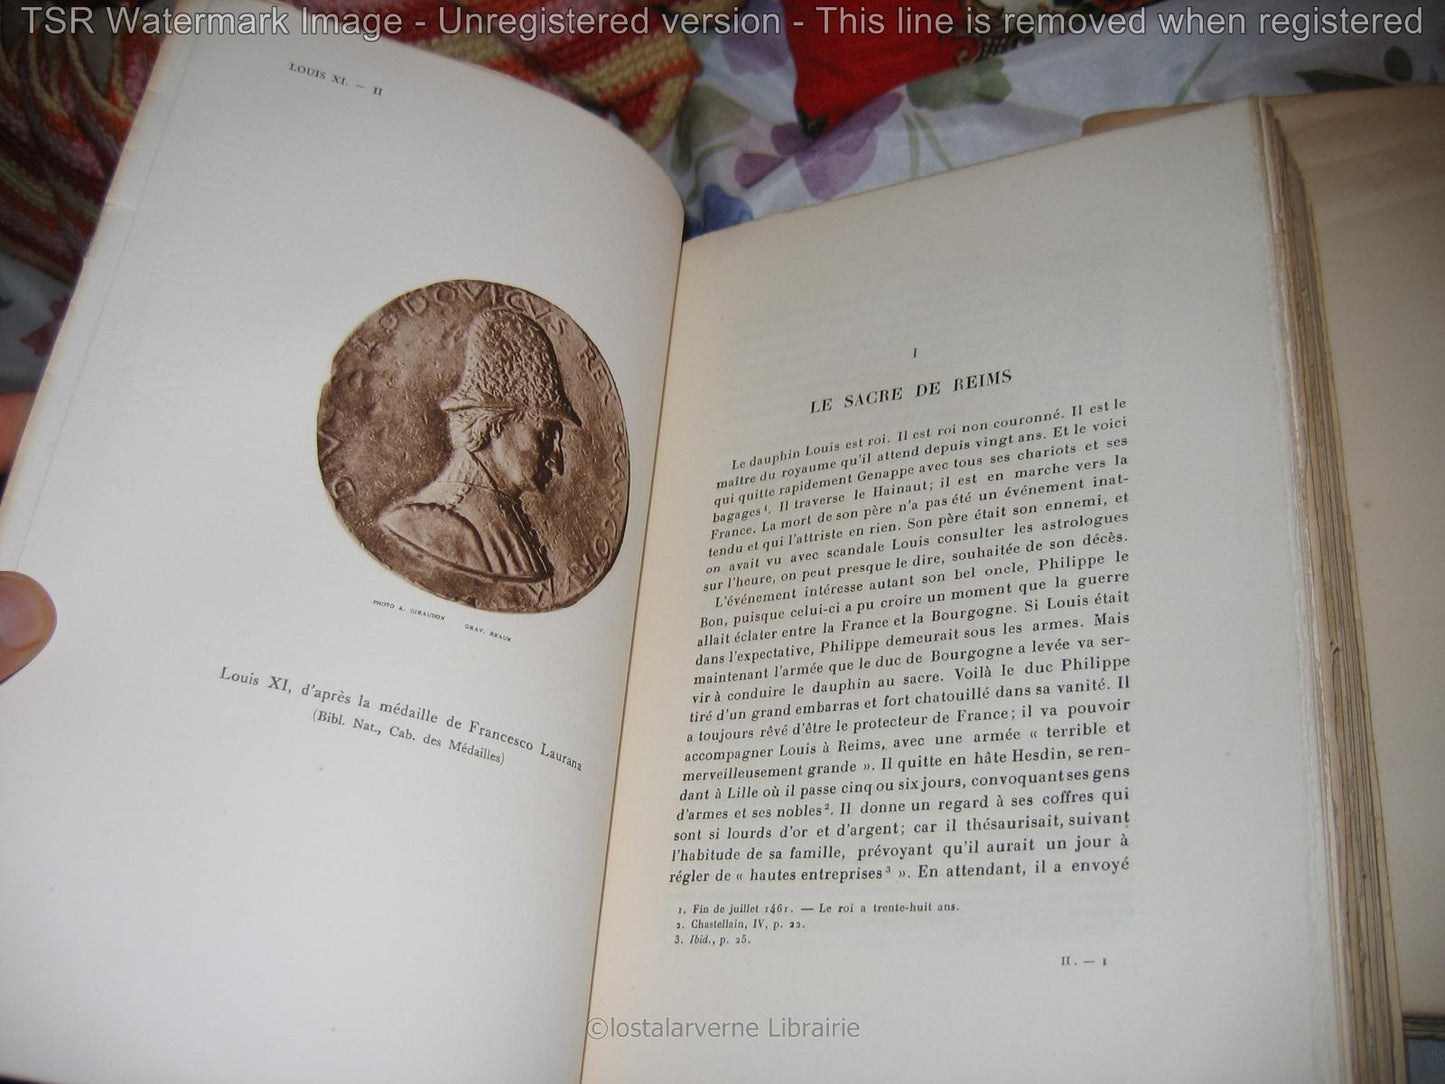 TSR Watermark Image - Unregistered version - This line is removed when registered
LOUIS XI. — II
DIVVS LODOVICVS REX FRANCORVM
PHOTO A. GIRAUDON
GRAV. BRAUN
Louis XI, d'après la médaille de Francesco Laurana
(Bibl. Nat., Cab. des Médailles)
I
LE SACRE DE REIMS
Le dauphin Louis est roi. Il est roi non couronné. Il est le
maître du royaume qu'il attend depuis vingt ans. Et le voici
qui quitte rapidement Genappe avec tous ses chariots et ses
bagages¹. Il traverse le Hainaut; il est en marche vers la
France. La mort de son père n'a pas été un événement inat-
tendu et qui l'attriste en rien. Son père était son ennemi, et
on avait vu avec scandale Louis consulter les astrologues
sur l'heure, on peut presque le dire, souhaitée de son décès.
L'événement intéresse autant son bel oncle, Philippe le
Bon, puisque celui-ci a pu croire un moment que la guerre
allait éclater entre la France et la Bourgogne. Si Louis était
dans l'expectative, Philippe demeurait sous les armes. Mais
maintenant l'armée que le duc de Bourgogne a levée va ser-
vir à conduire le dauphin au sacre. Voilà le duc Philippe
tiré d'un grand embarras et fort chatouillé dans sa vanité. Il
a toujours rêvé d'être le protecteur de France; il va pouvoir
accompagner Louis à Reims, avec une armée « terrible et
merveilleusement grande ». Il quitte en hâte Hesdin, se ren-
dant à Lille où il passe cinq ou six jours, convoquant ses gens
d'armes et ses nobles². Il donne un regard à ses coffres qui
sont si lourds d'or et d'argent; car il thésaurisait, suivant
l'habitude de sa famille, prévoyant qu'il aurait un jour à
régler de « hautes entreprises³ ». En attendant, il a envoyé
1. Fin de juillet 1461. — Le roi a trente-huit ans.
2. Chastellain, IV, p. 22.
3. Ibid., p. 25.
II. — 1
©lostalarverne Librairie